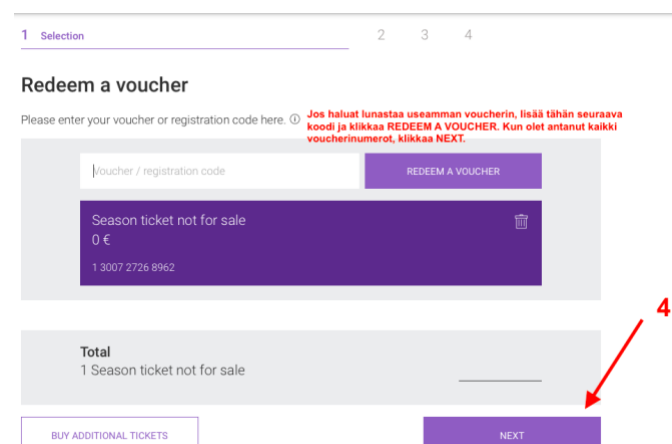 1 Selection 2 3 4
Redeem a voucher
Please enter your voucher or registration code here. ⓘ
Jos haluat lunastaa useamman voucherin, lisää tähän seuraava
koodi ja klikkaa REDEEM A VOUCHER. Kun olet antanut kaikki
voucherinumerot, klikkaa NEXT.
Voucher / registration code
REDEEM A VOUCHER
Season ticket not for sale
0 €
1 3007 2726 8962
4
Total
1 Season ticket not for sale
BUY ADDITIONAL TICKETS
NEXT